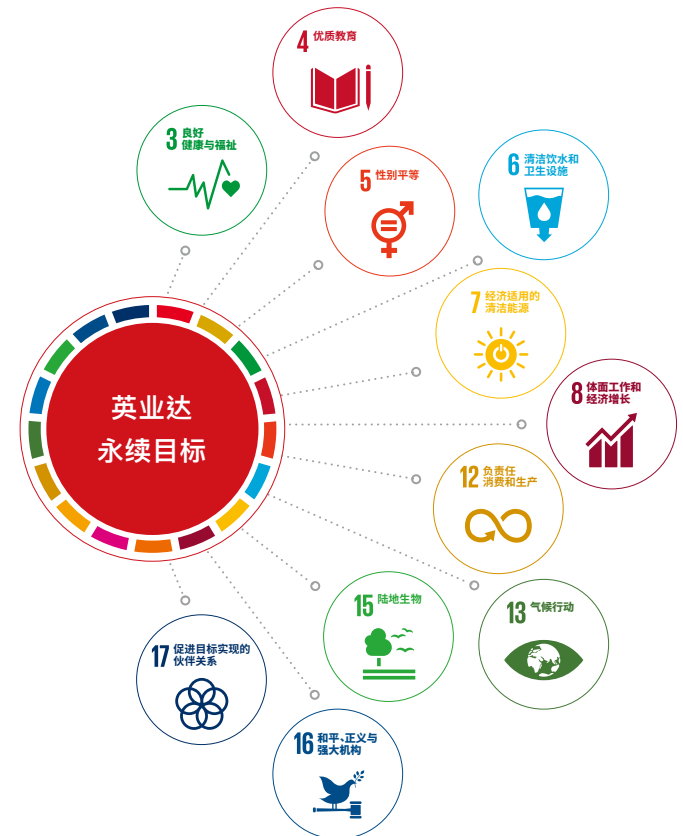 4 优质教育
3 良好
健康与福祉
5 性别平等
6 清洁饮水和
卫生设施
7 经济适用的
清洁能源
8 体面工作和
经济增长
英业达
永续目标
12 负责任
消费和生产
15 陆地生物
13 气候行动
17 促进目标实现的
伙伴关系
16 和平、正义与
强大机构